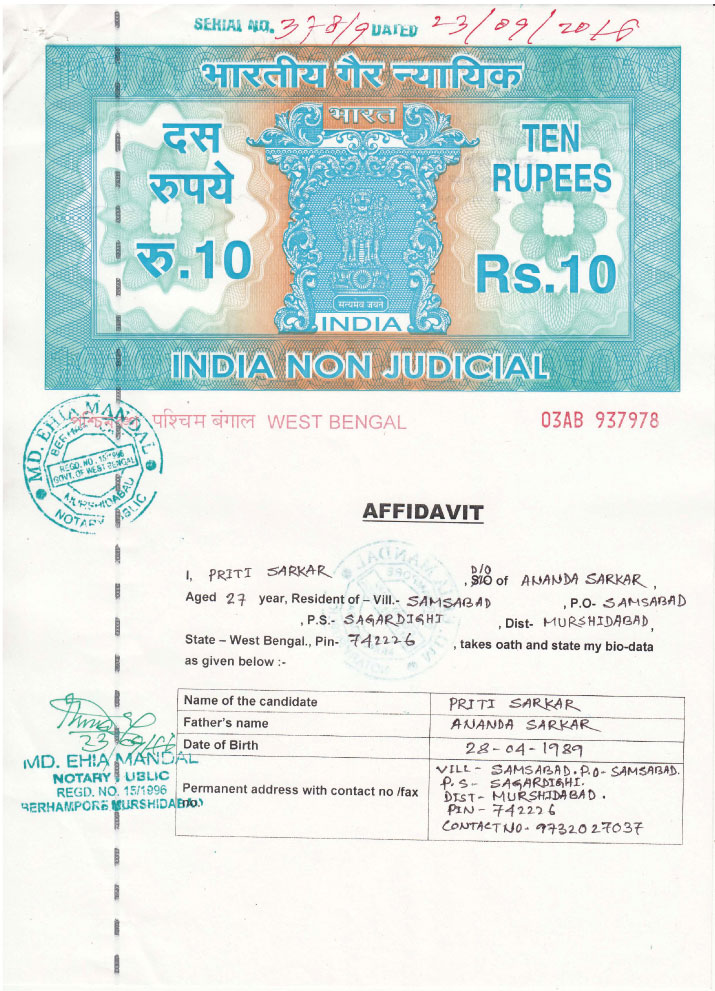 SERIAL NO. 378/9 DATED 23/09/2016
भारतीय गैर न्यायिक
भारत
दस
रुपये
रु.10
TEN
RUPEES
Rs.10
सत्यमेव जयते
INDIA
INDIA NON JUDICIAL
पश्चिम बंगाल WEST BENGAL
03AB 937978
MD. EHIA MANDAL
REGD. NO. 15/1996
GOVT. OF WEST BENGAL
MURSHIDABAD
NOTARY PUBLIC
AFFIDAVIT
I, PRITI SARKAR, D/O S/O of ANANDA SARKAR,
Aged 27 year, Resident of – Vill.- SAMSABAD P.O- SAMSABAD
, P.S.- SAGARDIGHI , Dist- MURSHIDABAD,
State – West Bengal., Pin- 742226 , takes oath and state my bio-data
as given below :-
Name of the candidate PRITI SARKAR
Father's name ANANDA SARKAR
Date of Birth 28-04-1989
Permanent address with contact no /fax no. VILL- SAMSABAD. P.O- SAMSABAD.
P.S- SAGARDIGHI.
DIST- MURSHIDABAD.
PIN- 742226
CONTACT NO- 9732027037
MD. EHIA MANDAL
NOTARY UBLIC
REGD. NO. 15/1996
BERHAMPORE MURSHIDABAD